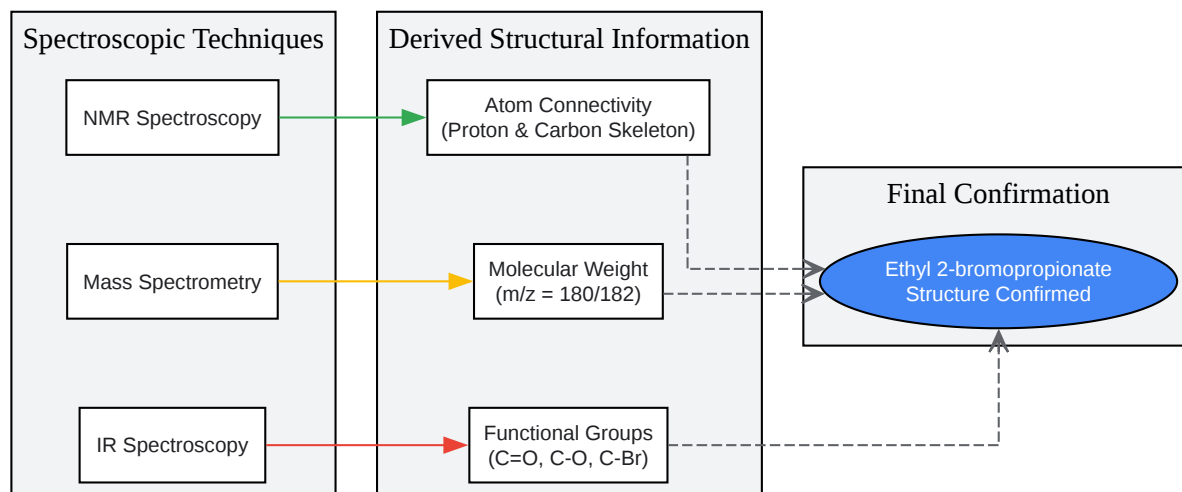 Spectroscopic Techniques
NMR Spectroscopy
Mass Spectrometry
IR Spectroscopy
Derived Structural Information
Atom Connectivity
(Proton & Carbon Skeleton)
Molecular Weight
(m/z = 180/182)
Functional Groups
(C=O, C-O, C-Br)
Final Confirmation
Ethyl 2-bromopropionate
Structure Confirmed